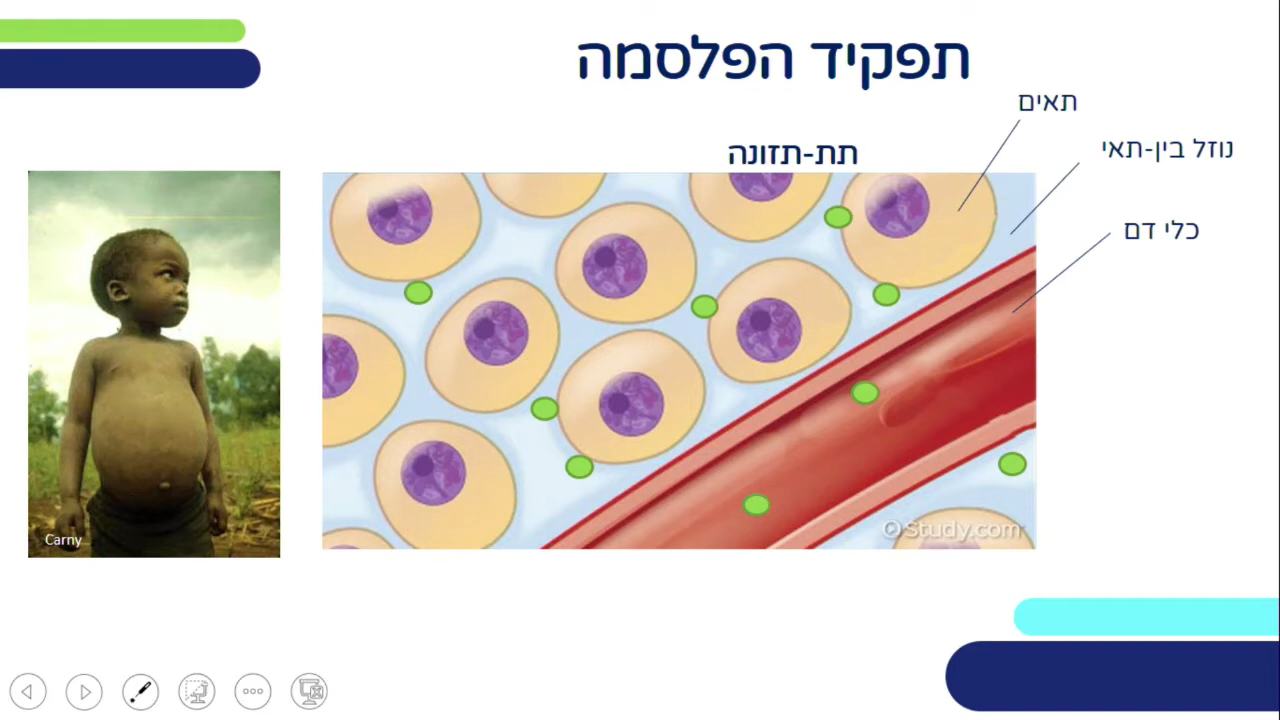 תפקיד הפלסמה
תאים
נוזל בין-תאי
תת-תזונה
כלי דם
Carny
©Study.com